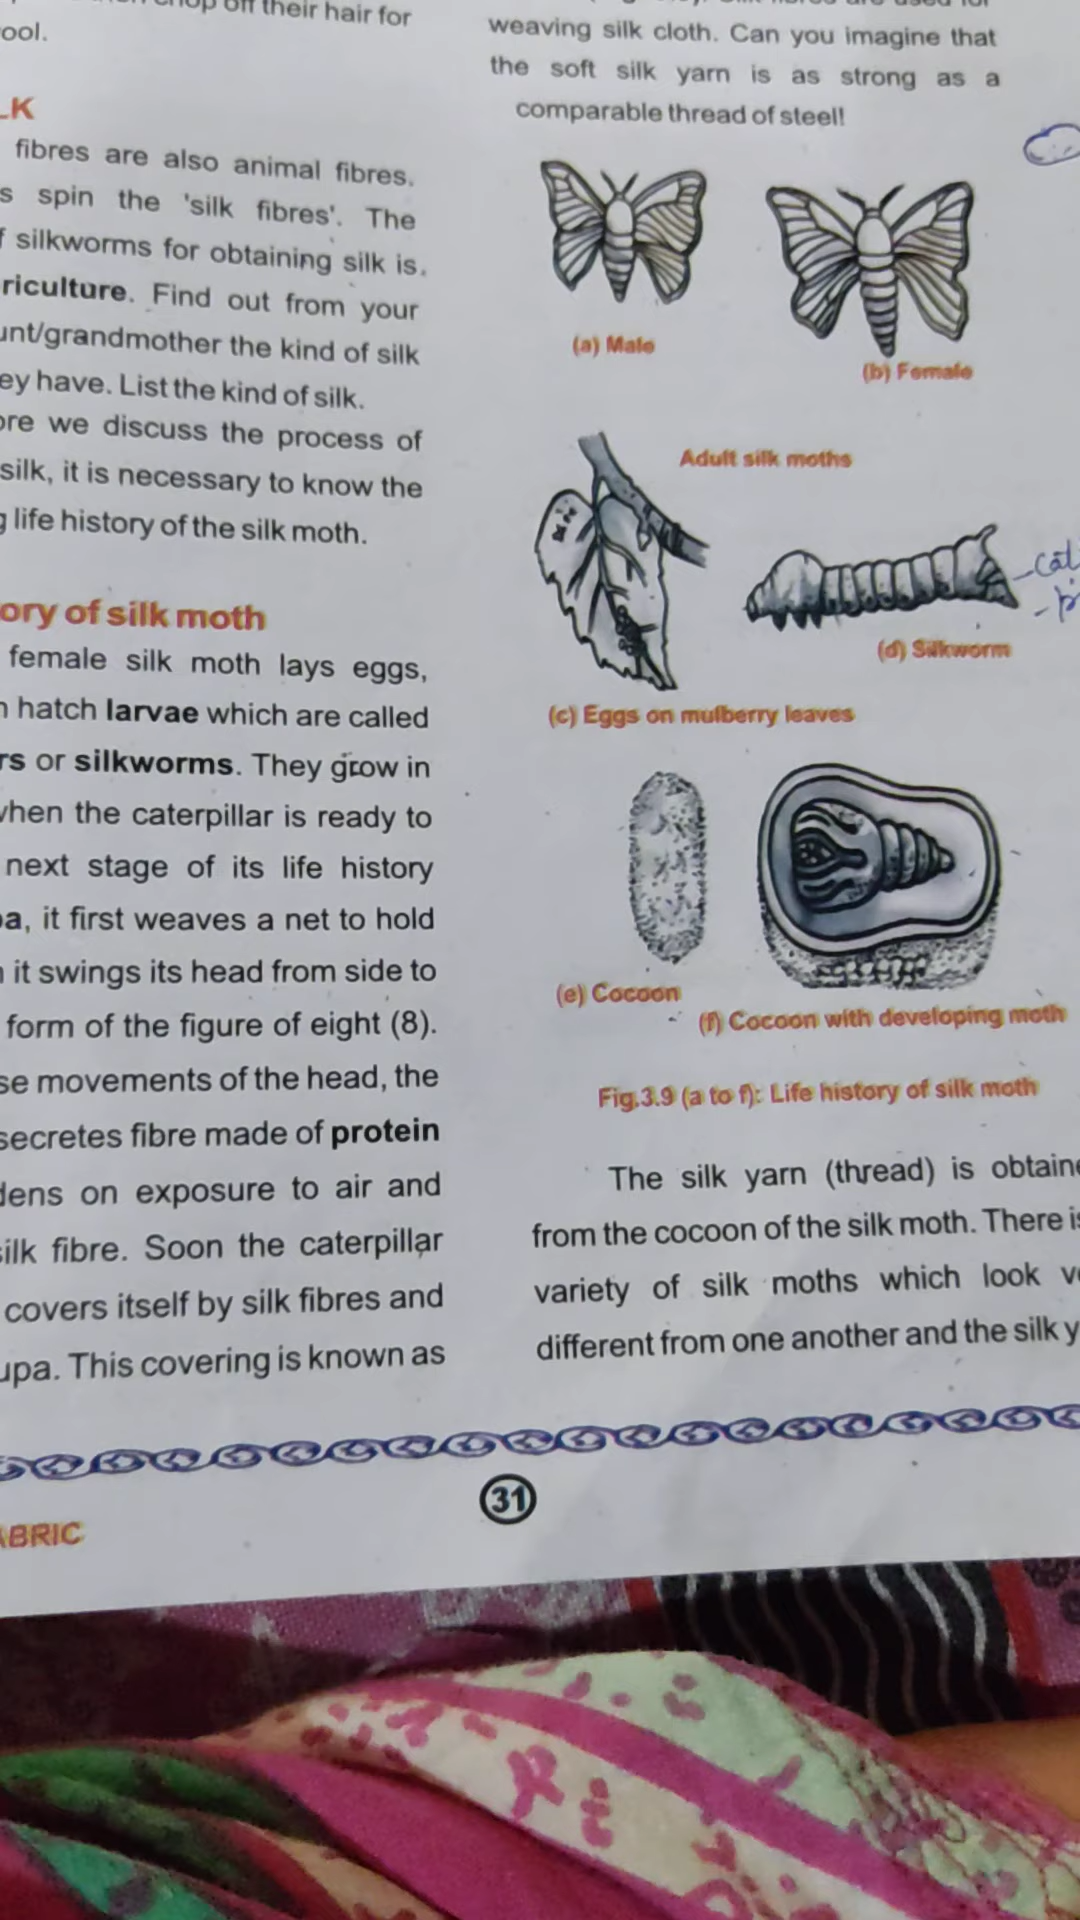 off their hair for
ool.
LK
fibres are also animal fibres.
s spin the 'silk fibres'. The
f silkworms for obtaining silk is.
riculture. Find out from your
unt/grandmother the kind of silk
ey have. List the kind of silk.
ore we discuss the process of
silk, it is necessary to know the
g life history of the silk moth.
ory of silk moth
female silk moth lays eggs,
h hatch larvae which are called
rs or silkworms. They grow in
when the caterpillar is ready to
next stage of its life history
pa, it first weaves a net to hold
n it swings its head from side to
form of the figure of eight (8).
se movements of the head, the
secretes fibre made of protein
dens on exposure to air and
silk fibre. Soon the caterpillar
covers itself by silk fibres and
upa. This covering is known as
weaving silk cloth. Can you imagine that
the soft silk yarn is as strong as a
comparable thread of steel!
(a) Male
(b) Female
Adult silk moths
(d) Silkworm
(c) Eggs on mulberry leaves
(e) Cocoon
(f) Cocoon with developing moth
Fig.3.9 (a to f): Life history of silk moth
The silk yarn (thread) is obtaine
from the cocoon of the silk moth. There is
variety of silk moths which look ve
different from one another and the silk y
31
ABRIC